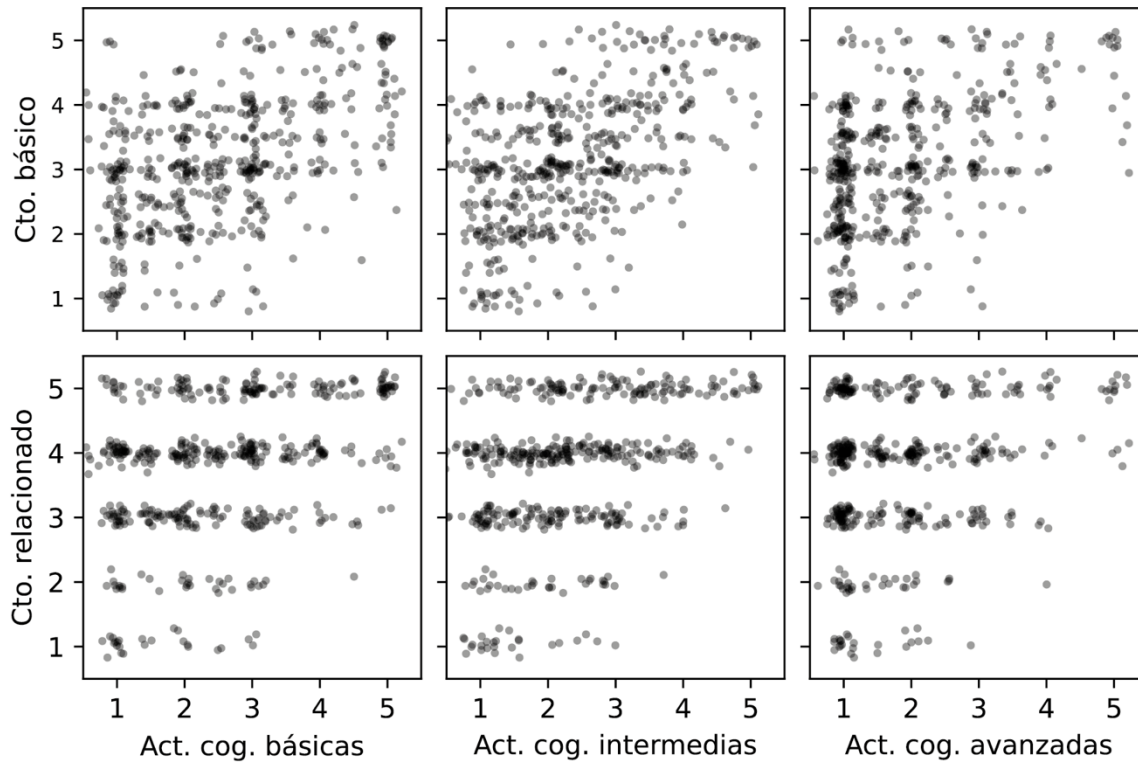 Cto. básico
5
4
3
2
1
Cto. relacionado
5
4
3
2
1
1 2 3 4 5
1 2 3 4 5
1 2 3 4 5
Act. cog. básicas
Act. cog. intermedias
Act. cog. avanzadas